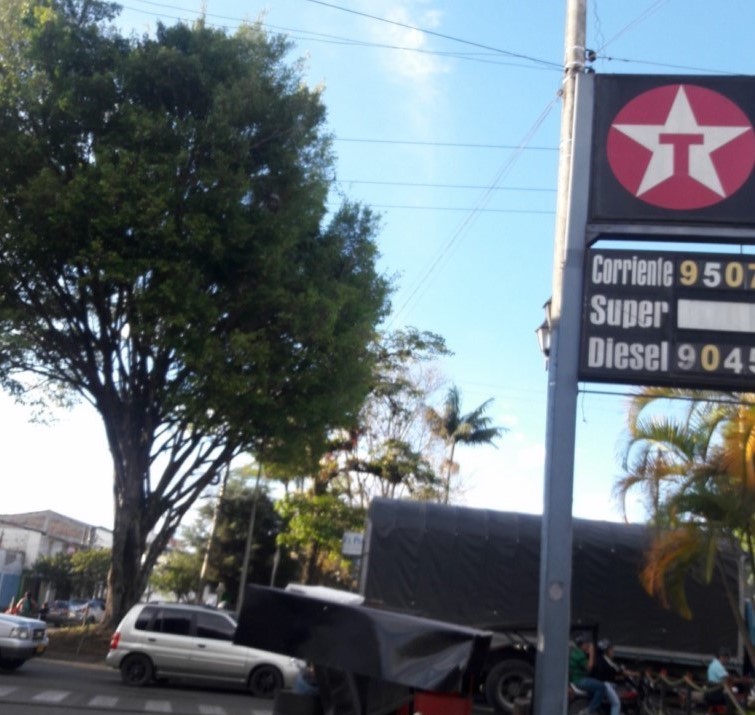 T
Corriente 9507
Super
Diesel 9045